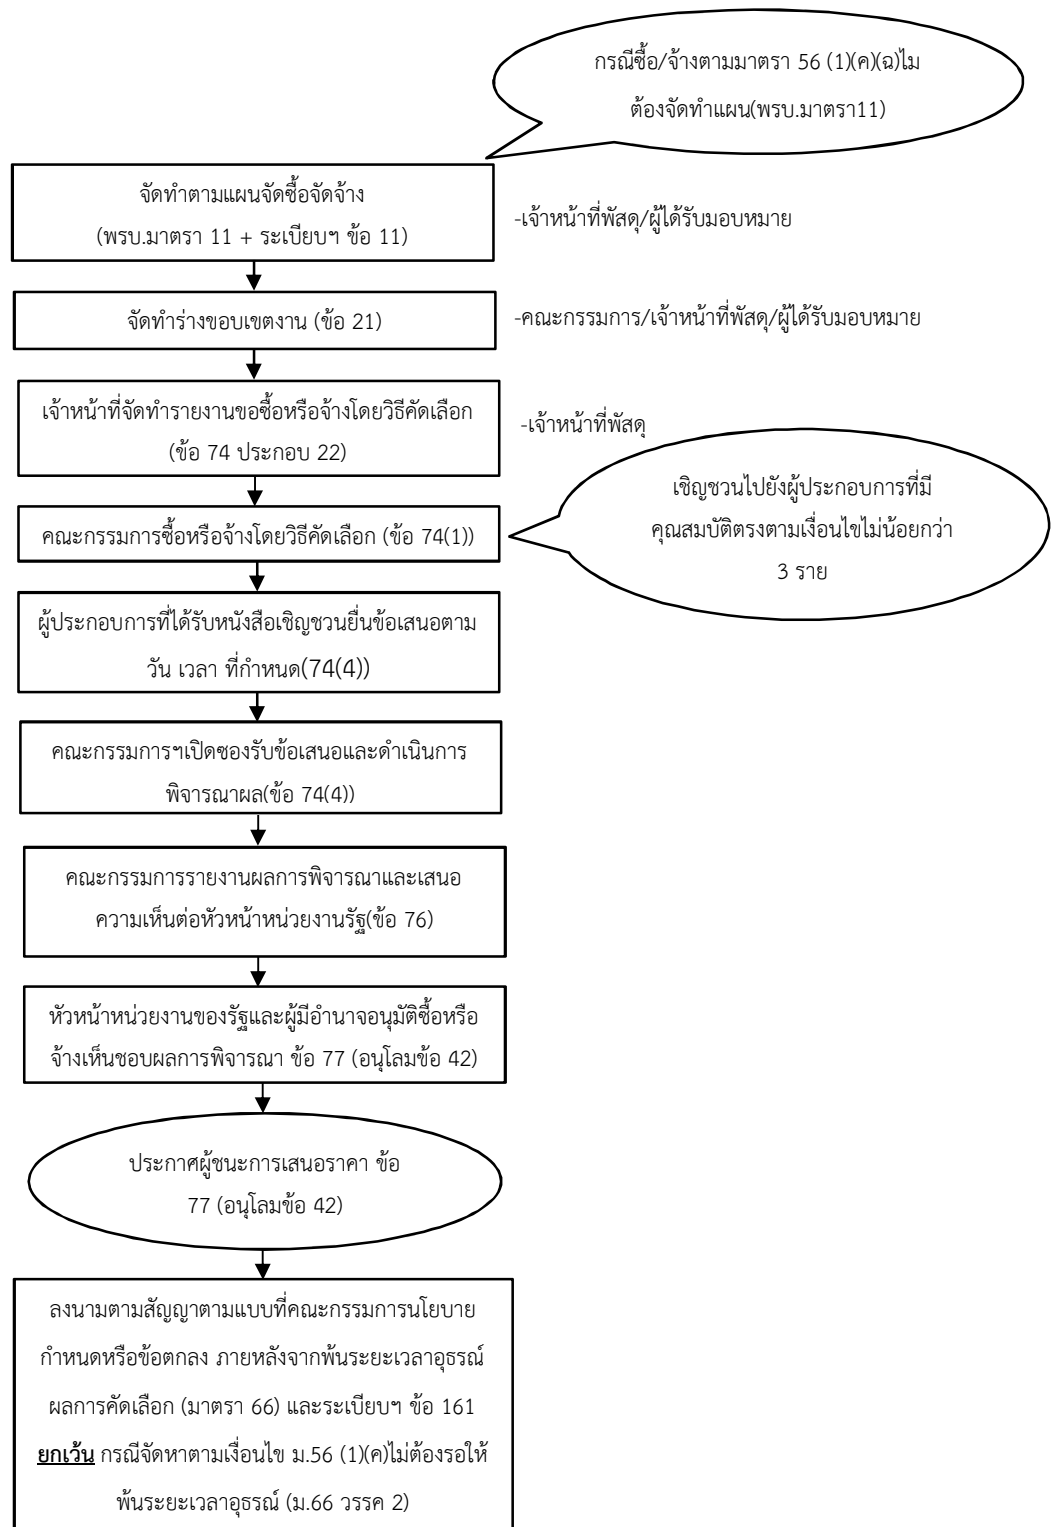 กรณีซื้อ/จ้างตามมาตรา 56 (1)(ค)(ฉ)ไม
ต้องจัดทำแผน(พรบ.มาตรา11)
จัดทำตามแผนจัดซื้อจัดจ้าง
(พรบ.มาตรา 11 + ระเบียบฯ ข้อ 11)
-เจ้าหน้าที่พัสดุ/ผู้ได้รับมอบหมาย
จัดทำร่างขอบเขตงาน (ข้อ 21)
-คณะกรรมการ/เจ้าหน้าที่พัสดุ/ผู้ได้รับมอบหมาย
เจ้าหน้าที่จัดทำรายงานขอซื้อหรือจ้างโดยวิธีคัดเลือก
(ข้อ 74 ประกอบ 22)
-เจ้าหน้าที่พัสดุ
เชิญชวนไปยังผู้ประกอบการที่มี
คุณสมบัติตรงตามเงื่อนไขไม่น้อยกว่า
3 ราย
คณะกรรมการซื้อหรือจ้างโดยวิธีคัดเลือก (ข้อ 74(1))
ผู้ประกอบการที่ได้รับหนังสือเชิญชวนยื่นข้อเสนอตาม
วัน เวลา ที่กำหนด(74(4))
คณะกรรมการฯเปิดซองรับข้อเสนอและดำเนินการ
พิจารณาผล(ข้อ 74(4))
คณะกรรมการรายงานผลการพิจารณาและเสนอ
ความเห็นต่อหัวหน้าหน่วยงานรัฐ(ข้อ 76)
หัวหน้าหน่วยงานของรัฐและผู้มีอำนาจอนุมัติซื้อหรือ
จ้างเห็นชอบผลการพิจารณา ข้อ 77 (อนุโลมข้อ 42)
ประกาศผู้ชนะการเสนอราคา ข้อ
77 (อนุโลมข้อ 42)
ลงนามตามสัญญาตามแบบที่คณะกรรมการนโยบาย
กำหนดหรือข้อตกลง ภายหลังจากพ้นระยะเวลาอุธรณ์
ผลการคัดเลือก (มาตรา 66) และระเบียบฯ ข้อ 161
ยกเว้น กรณีจัดหาตามเงื่อนไข ม.56 (1)(ค)ไม่ต้องรอให้
พ้นระยะเวลาอุธรณ์ (ม.66 วรรค 2)